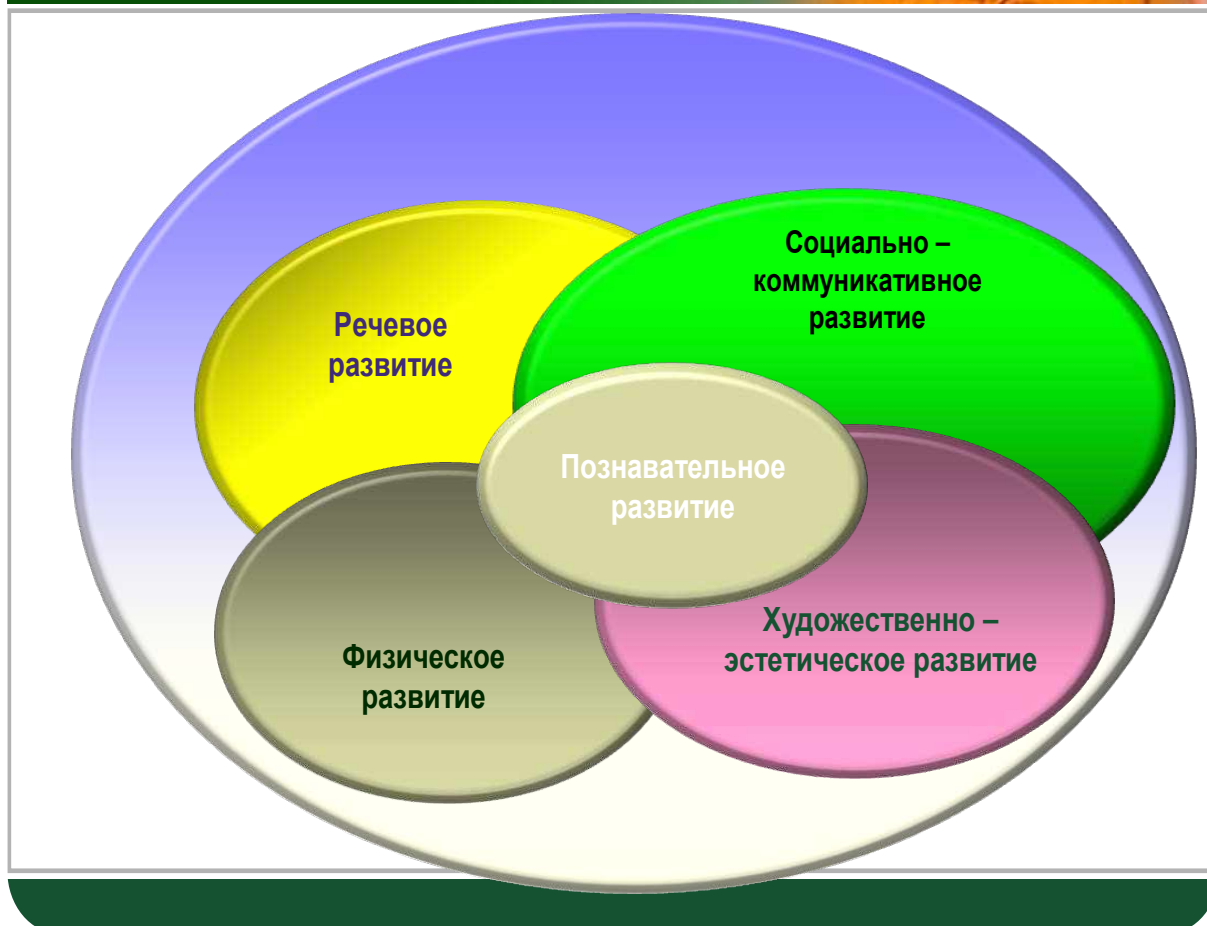 Социально –
коммуникативное
развитие
Речевое
развитие
Познавательное
развитие
Художественно –
эстетическое развитие
Физическое
развитие